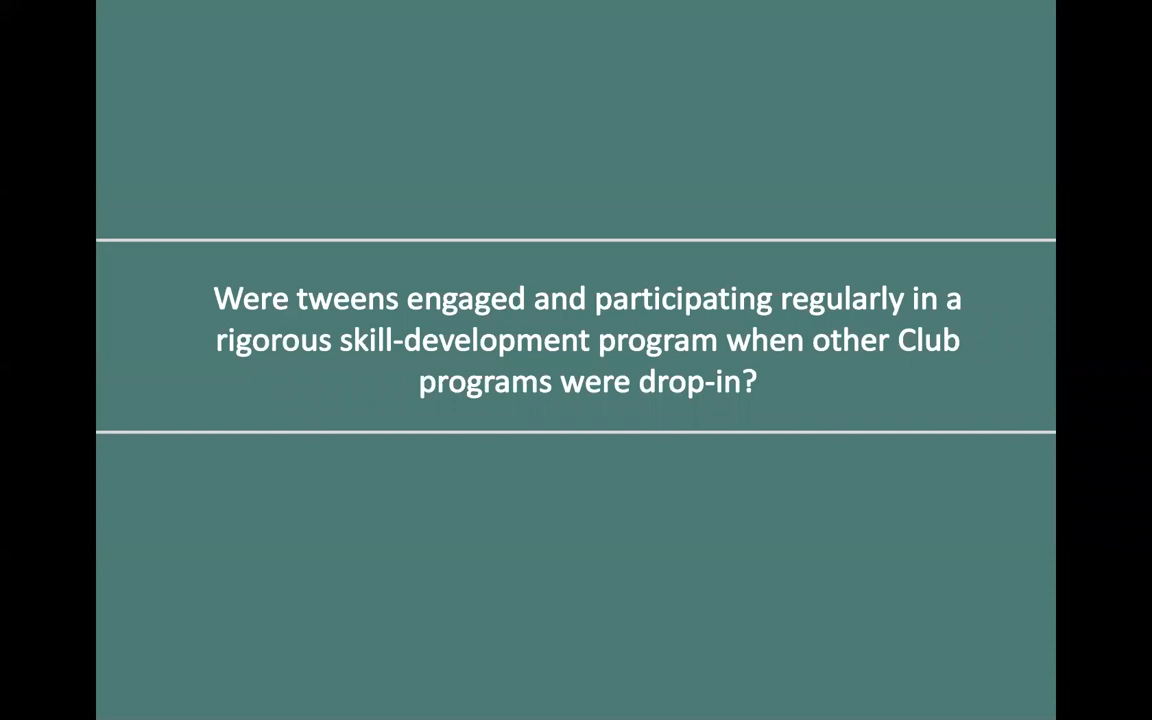 Were tweens engaged and participating regularly in a
rigorous skill-development program when other Club
programs were drop-in?